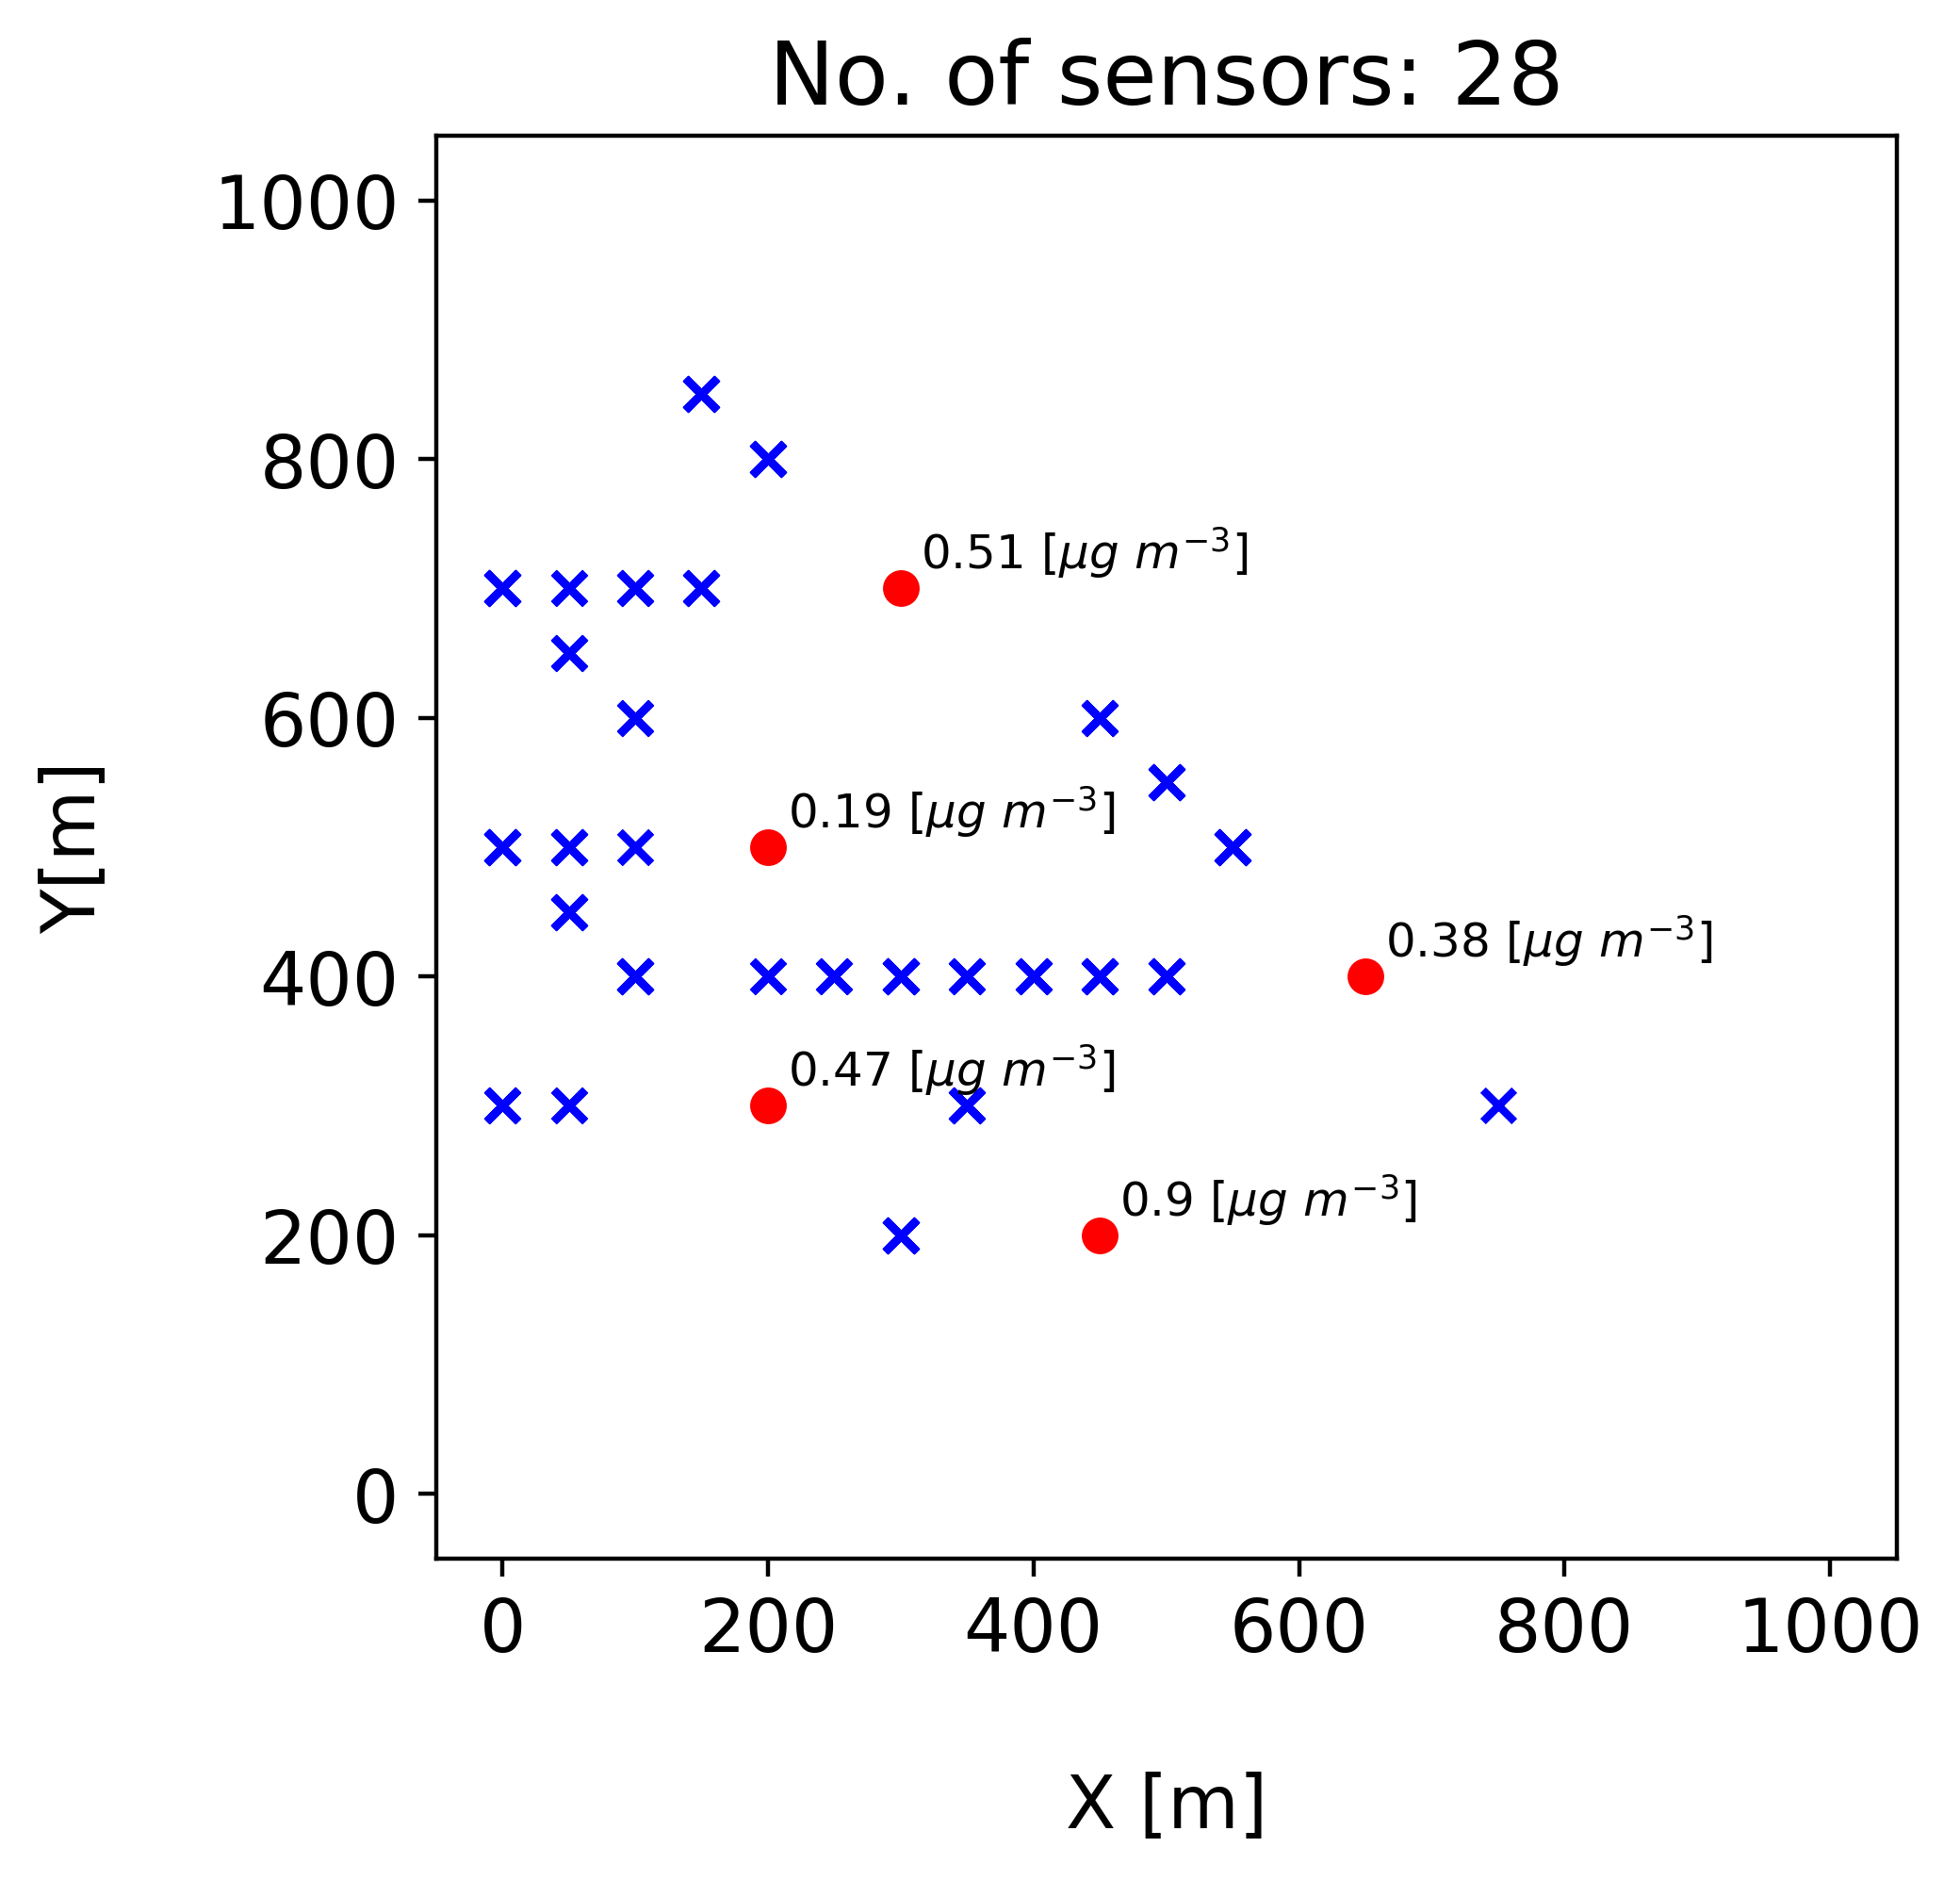 No. of sensors: 28
1000
800
600
400
200
0
Y[m]
0.51 [μg m⁻³]
0.19 [μg m⁻³]
0.38 [μg m⁻³]
0.47 [μg m⁻³]
0.9 [μg m⁻³]
0 200 400 600 800 1000
X [m]